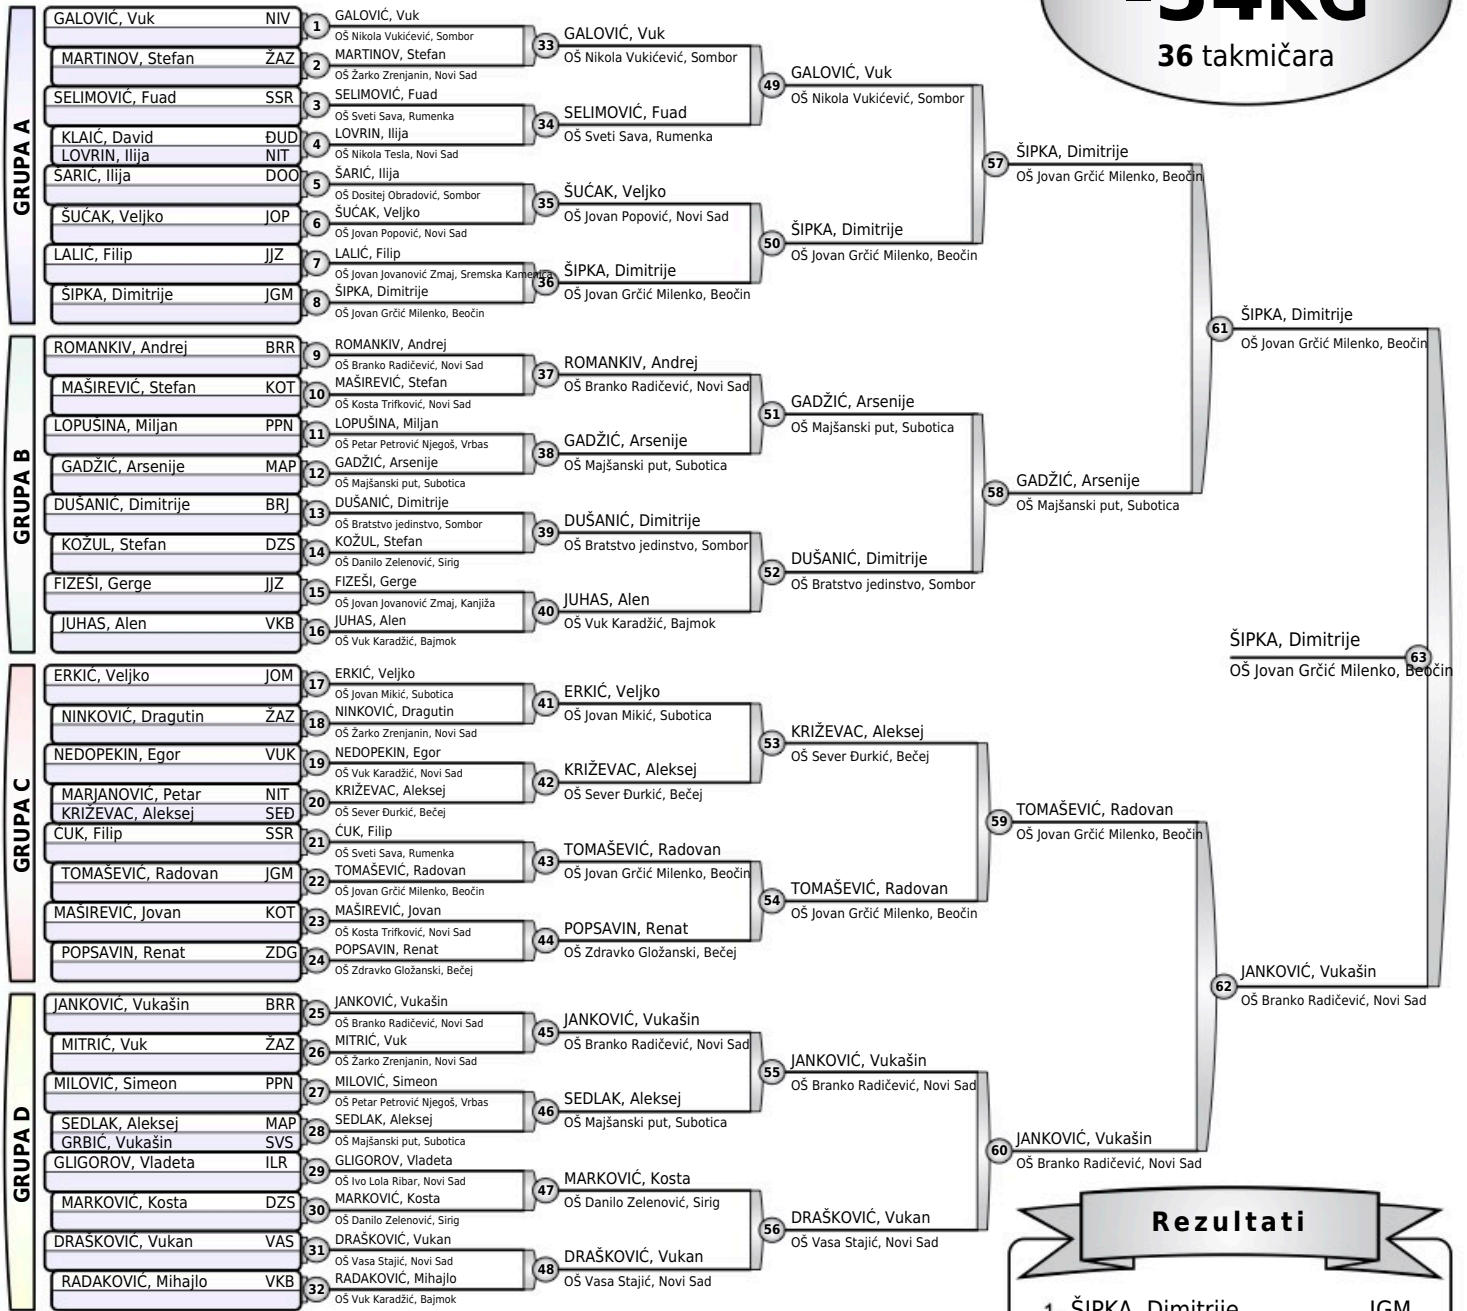 -34KG
36 takmičara
GRUPA A
GALOVIĆ, Vuk NIV
MARTINOV, Stefan ŽAZ
SELIMOVIĆ, Fuad SSR
KLAIĆ, David ĐUD
LOVRIN, Ilija NIT
ŠARIĆ, Ilija DOO
ŠUĆAK, Veljko JOP
LALIĆ, Filip JJZ
ŠIPKA, Dimitrije JGM
GRUPA B
ROMANKIV, Andrej BRR
MAŠIREVIĆ, Stefan KOT
LOPUŠINA, Miljan PPN
GADŽIĆ, Arsenije MAP
DUŠANIĆ, Dimitrije BRJ
KOŽUL, Stefan DZS
FIZEŠI, Gerge JJZ
JUHAS, Alen VKB
GRUPA C
ERKIĆ, Veljko JOM
NINKOVIĆ, Dragutin ŽAZ
NEDOPEKIN, Egor VUK
MARJANOVIĆ, Petar NIT
KRIŽEVAC, Aleksej SEĐ
ĆUK, Filip SSR
TOMAŠEVIĆ, Radovan JGM
MAŠIREVIĆ, Jovan KOT
POPSAVIN, Renat ZDG
GRUPA D
JANKOVIĆ, Vukašin BRR
MITRIĆ, Vuk ŽAZ
MILOVIĆ, Simeon PPN
SEDLAK, Aleksej MAP
GRBIĆ, Vukašin SVS
GLIGOROV, Vladeta ILR
MARKOVIĆ, Kosta DZS
DRAŠKOVIĆ, Vukan VAS
RADAKOVIĆ, Mihajlo VKB
1 GALOVIĆ, Vuk
OŠ Nikola Vukićević, Sombor
2 MARTINOV, Stefan
OŠ Žarko Zrenjanin, Novi Sad
3 SELIMOVIĆ, Fuad
OŠ Sveti Sava, Rumenka
4 LOVRIN, Ilija
OŠ Nikola Tesla, Novi Sad
5 ŠARIĆ, Ilija
OŠ Dositej Obradović, Sombor
6 ŠUĆAK, Veljko
OŠ Jovan Popović, Novi Sad
7 LALIĆ, Filip
OŠ Jovan Jovanović Zmaj, Sremska Kamenica
8 ŠIPKA, Dimitrije
OŠ Jovan Grčić Milenko, Beočin
9 ROMANKIV, Andrej
OŠ Branko Radičević, Novi Sad
10 MAŠIREVIĆ, Stefan
OŠ Kosta Trifković, Novi Sad
11 LOPUŠINA, Miljan
OŠ Petar Petrović Njegoš, Vrbas
12 GADŽIĆ, Arsenije
OŠ Majšanski put, Subotica
13 DUŠANIĆ, Dimitrije
OŠ Bratstvo jedinstvo, Sombor
14 KOŽUL, Stefan
OŠ Danilo Zelenović, Sirig
15 FIZEŠI, Gerge
OŠ Jovan Jovanović Zmaj, Kanjiža
16 JUHAS, Alen
OŠ Vuk Karadžić, Bajmok
17 ERKIĆ, Veljko
OŠ Jovan Mikić, Subotica
18 NINKOVIĆ, Dragutin
OŠ Žarko Zrenjanin, Novi Sad
19 NEDOPEKIN, Egor
OŠ Vuk Karadžić, Novi Sad
20 KRIŽEVAC, Aleksej
OŠ Sever Đurkić, Bečej
21 ĆUK, Filip
OŠ Sveti Sava, Rumenka
22 TOMAŠEVIĆ, Radovan
OŠ Jovan Grčić Milenko, Beočin
23 MAŠIREVIĆ, Jovan
OŠ Kosta Trifković, Novi Sad
24 POPSAVIN, Renat
OŠ Zdravko Gložanski, Bečej
25 JANKOVIĆ, Vukašin
OŠ Branko Radičević, Novi Sad
26 MITRIĆ, Vuk
OŠ Žarko Zrenjanin, Novi Sad
27 MILOVIĆ, Simeon
OŠ Petar Petrović Njegoš, Vrbas
28 SEDLAK, Aleksej
OŠ Majšanski put, Subotica
29 GLIGOROV, Vladeta
OŠ Ivo Lola Ribar, Novi Sad
30 MARKOVIĆ, Kosta
OŠ Danilo Zelenović, Sirig
31 DRAŠKOVIĆ, Vukan
OŠ Vasa Stajić, Novi Sad
32 RADAKOVIĆ, Mihajlo
OŠ Vuk Karadžić, Bajmok
33 GALOVIĆ, Vuk
OŠ Nikola Vukićević, Sombor
34 SELIMOVIĆ, Fuad
OŠ Sveti Sava, Rumenka
35 ŠUĆAK, Veljko
OŠ Jovan Popović, Novi Sad
36 ŠIPKA, Dimitrije
OŠ Jovan Grčić Milenko, Beočin
37 ROMANKIV, Andrej
OŠ Branko Radičević, Novi Sad
38 GADŽIĆ, Arsenije
OŠ Majšanski put, Subotica
39 DUŠANIĆ, Dimitrije
OŠ Bratstvo jedinstvo, Sombor
40 JUHAS, Alen
OŠ Vuk Karadžić, Bajmok
41 ERKIĆ, Veljko
OŠ Jovan Mikić, Subotica
42 KRIŽEVAC, Aleksej
OŠ Sever Đurkić, Bečej
43 TOMAŠEVIĆ, Radovan
OŠ Jovan Grčić Milenko, Beočin
44 POPSAVIN, Renat
OŠ Zdravko Gložanski, Bečej
45 JANKOVIĆ, Vukašin
OŠ Branko Radičević, Novi Sad
46 SEDLAK, Aleksej
OŠ Majšanski put, Subotica
47 MARKOVIĆ, Kosta
OŠ Danilo Zelenović, Sirig
48 DRAŠKOVIĆ, Vukan
OŠ Vasa Stajić, Novi Sad
49 GALOVIĆ, Vuk
OŠ Nikola Vukićević, Sombor
50 ŠIPKA, Dimitrije
OŠ Jovan Grčić Milenko, Beočin
51 GADŽIĆ, Arsenije
OŠ Majšanski put, Subotica
52 DUŠANIĆ, Dimitrije
OŠ Bratstvo jedinstvo, Sombor
53 KRIŽEVAC, Aleksej
OŠ Sever Đurkić, Bečej
54 TOMAŠEVIĆ, Radovan
OŠ Jovan Grčić Milenko, Beočin
55 JANKOVIĆ, Vukašin
OŠ Branko Radičević, Novi Sad
56 DRAŠKOVIĆ, Vukan
OŠ Vasa Stajić, Novi Sad
57 ŠIPKA, Dimitrije
OŠ Jovan Grčić Milenko, Beočin
58 GADŽIĆ, Arsenije
OŠ Majšanski put, Subotica
59 TOMAŠEVIĆ, Radovan
OŠ Jovan Grčić Milenko, Beočin
60 JANKOVIĆ, Vukašin
OŠ Branko Radičević, Novi Sad
61 ŠIPKA, Dimitrije
OŠ Jovan Grčić Milenko, Beočin
62 JANKOVIĆ, Vukašin
OŠ Branko Radičević, Novi Sad
ŠIPKA, Dimitrije 63
OŠ Jovan Grčić Milenko, Beočin
Rezultati
1 ŠIPKA, Dimitrije JGM